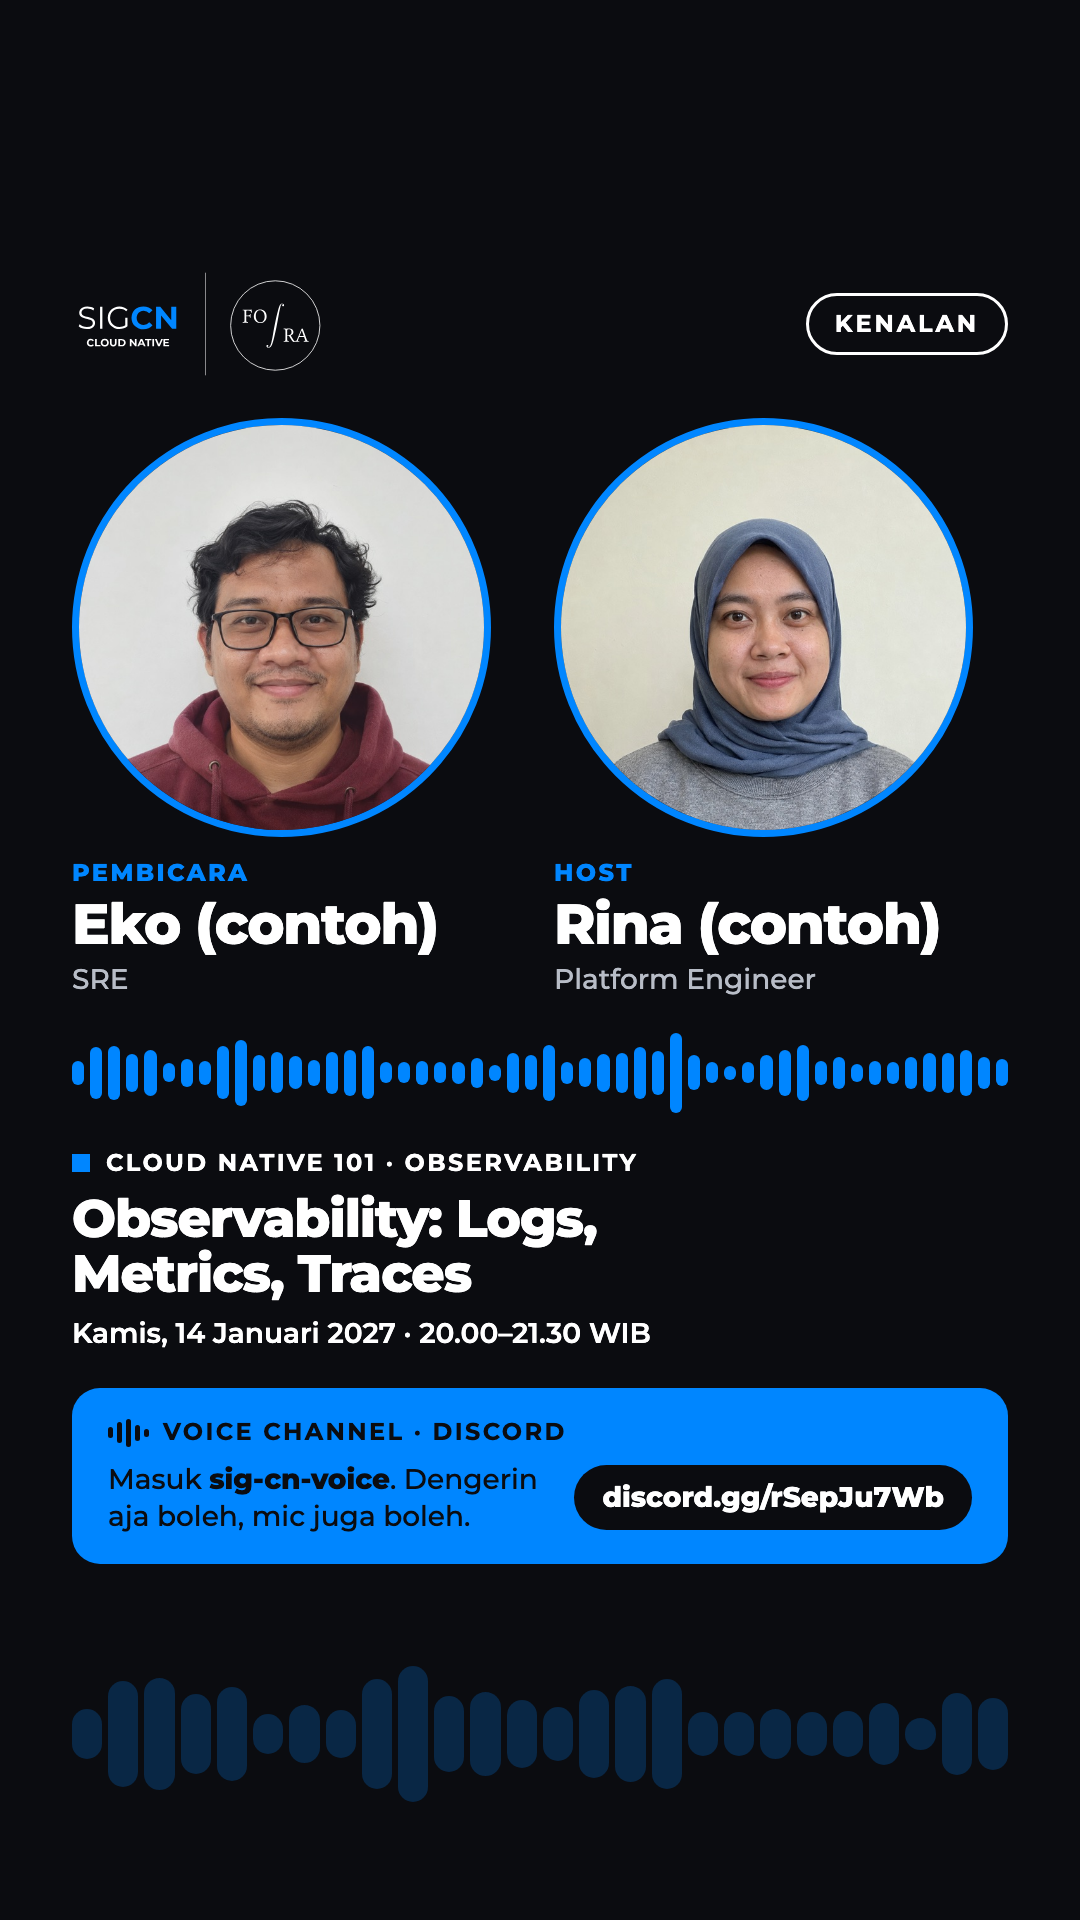 SIGCN
CLOUD NATIVE
FO
RA
KENALAN
PEMBICARA
Eko (contoh)
SRE
HOST
Rina (contoh)
Platform Engineer
CLOUD NATIVE 101 · OBSERVABILITY
Observability: Logs,
Metrics, Traces
Kamis, 14 Januari 2027 · 20.00–21.30 WIB
VOICE CHANNEL · DISCORD
Masuk sig-cn-voice. Dengerin
aja boleh, mic juga boleh.
discord.gg/rSepJu7Wb